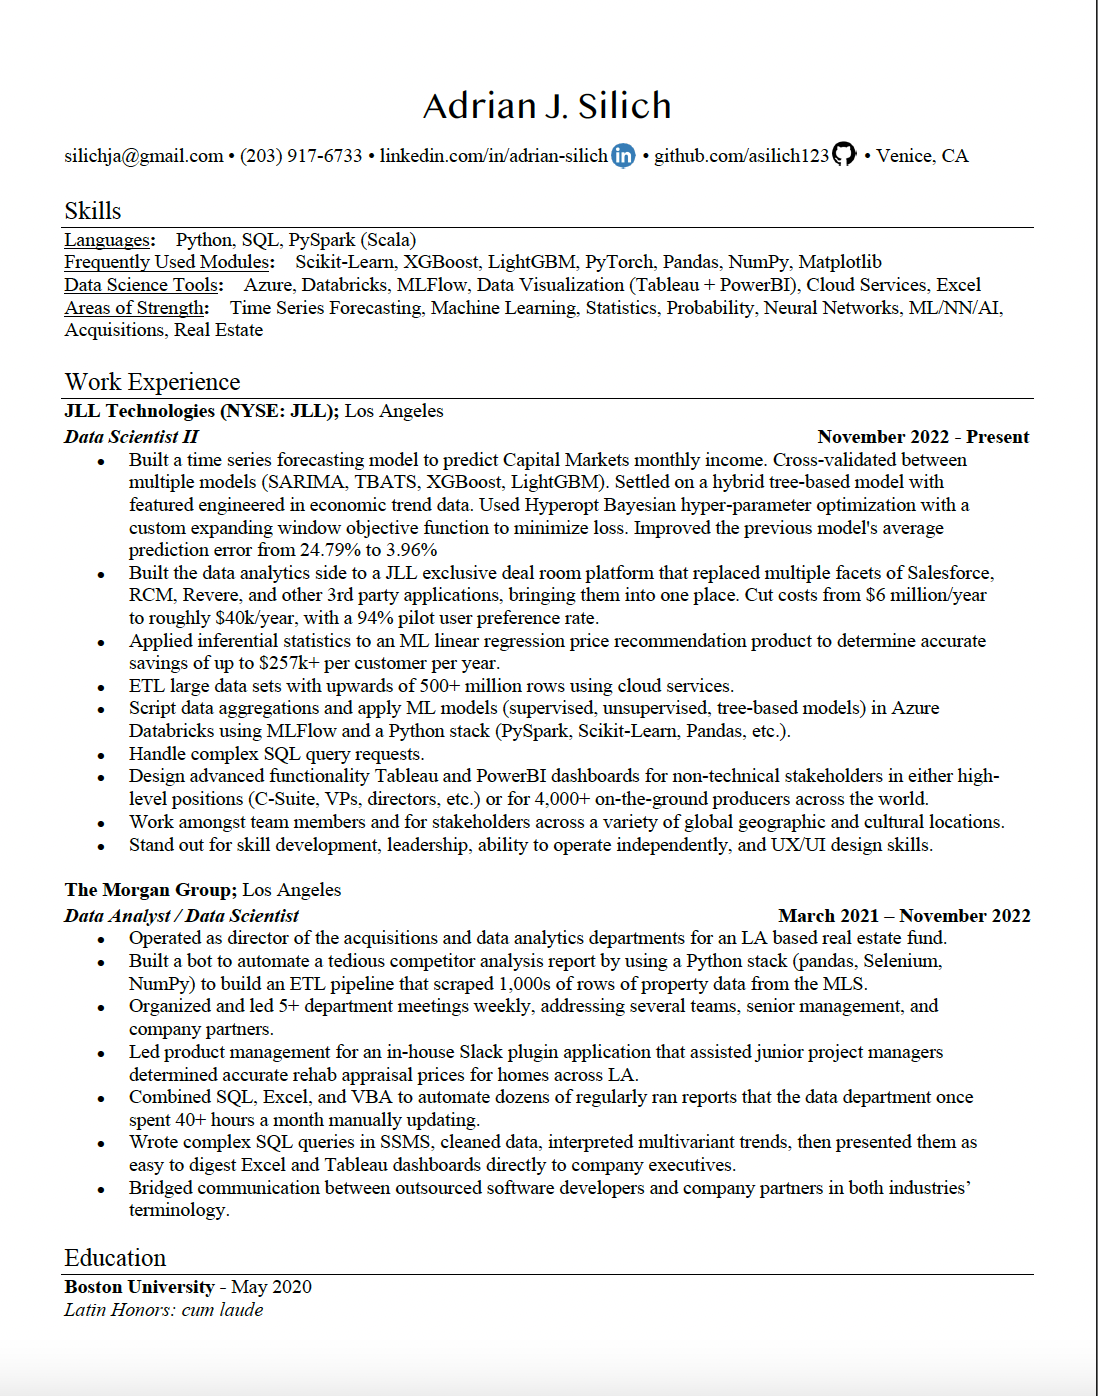 Adrian J. Silich
silichja@gmail.com • (203) 917-6733 • linkedin.com/in/adrian-silich in • github.com/asilich123 • Venice, CA
Skills
Languages: Python, SQL, PySpark (Scala)
Frequently Used Modules: Scikit-Learn, XGBoost, LightGBM, PyTorch, Pandas, NumPy, Matplotlib
Data Science Tools: Azure, Databricks, MLFlow, Data Visualization (Tableau + PowerBI), Cloud Services, Excel
Areas of Strength: Time Series Forecasting, Machine Learning, Statistics, Probability, Neural Networks, ML/NN/AI,
Acquisitions, Real Estate
Work Experience
JLL Technologies (NYSE: JLL); Los Angeles
Data Scientist II November 2022 - Present
• Built a time series forecasting model to predict Capital Markets monthly income. Cross-validated between
multiple models (SARIMA, TBATS, XGBoost, LightGBM). Settled on a hybrid tree-based model with
featured engineered in economic trend data. Used Hyperopt Bayesian hyper-parameter optimization with a
custom expanding window objective function to minimize loss. Improved the previous model's average
prediction error from 24.79% to 3.96%
• Built the data analytics side to a JLL exclusive deal room platform that replaced multiple facets of Salesforce,
RCM, Revere, and other 3rd party applications, bringing them into one place. Cut costs from $6 million/year
to roughly $40k/year, with a 94% pilot user preference rate.
• Applied inferential statistics to an ML linear regression price recommendation product to determine accurate
savings of up to $257k+ per customer per year.
• ETL large data sets with upwards of 500+ million rows using cloud services.
• Script data aggregations and apply ML models (supervised, unsupervised, tree-based models) in Azure
Databricks using MLFlow and a Python stack (PySpark, Scikit-Learn, Pandas, etc.).
• Handle complex SQL query requests.
• Design advanced functionality Tableau and PowerBI dashboards for non-technical stakeholders in either high-
level positions (C-Suite, VPs, directors, etc.) or for 4,000+ on-the-ground producers across the world.
• Work amongst team members and for stakeholders across a variety of global geographic and cultural locations.
• Stand out for skill development, leadership, ability to operate independently, and UX/UI design skills.
The Morgan Group; Los Angeles
Data Analyst / Data Scientist March 2021 – November 2022
• Operated as director of the acquisitions and data analytics departments for an LA based real estate fund.
• Built a bot to automate a tedious competitor analysis report by using a Python stack (pandas, Selenium,
NumPy) to build an ETL pipeline that scraped 1,000s of rows of property data from the MLS.
• Organized and led 5+ department meetings weekly, addressing several teams, senior management, and
company partners.
• Led product management for an in-house Slack plugin application that assisted junior project managers
determined accurate rehab appraisal prices for homes across LA.
• Combined SQL, Excel, and VBA to automate dozens of regularly ran reports that the data department once
spent 40+ hours a month manually updating.
• Wrote complex SQL queries in SSMS, cleaned data, interpreted multivariant trends, then presented them as
easy to digest Excel and Tableau dashboards directly to company executives.
• Bridged communication between outsourced software developers and company partners in both industries’
terminology.
Education
Boston University - May 2020
Latin Honors: cum laude